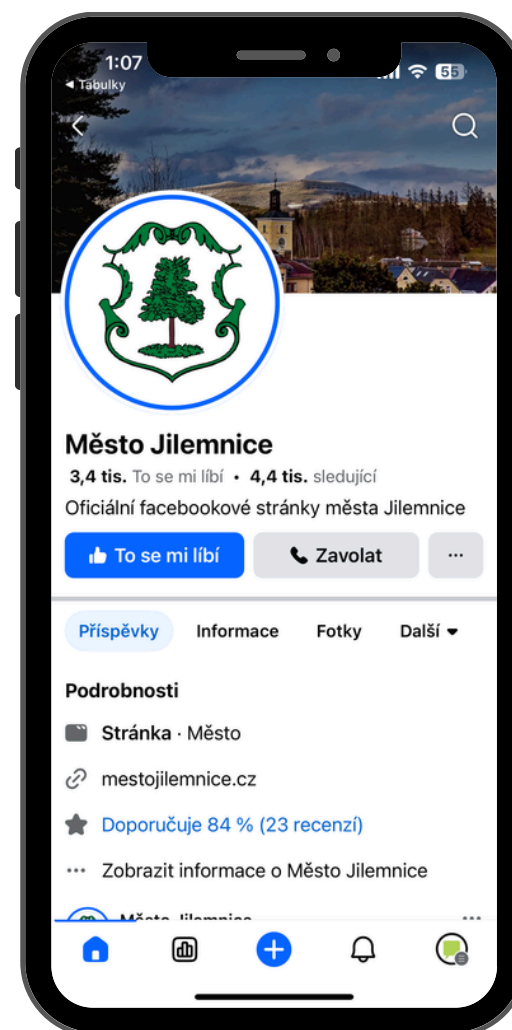 1:07
55
◄ Tabulky
Město Jilemnice
3,4 tis. To se mi líbí • 4,4 tis. sledující
Oficiální facebookové stránky města Jilemnice
To se mi líbí
Zavolat
Příspěvky
Informace
Fotky
Další
Podrobnosti
Stránka · Město
mestojilemnice.cz
Doporučuje 84 % (23 recenzí)
Zobrazit informace o Město Jilemnice
Město Jilemnice